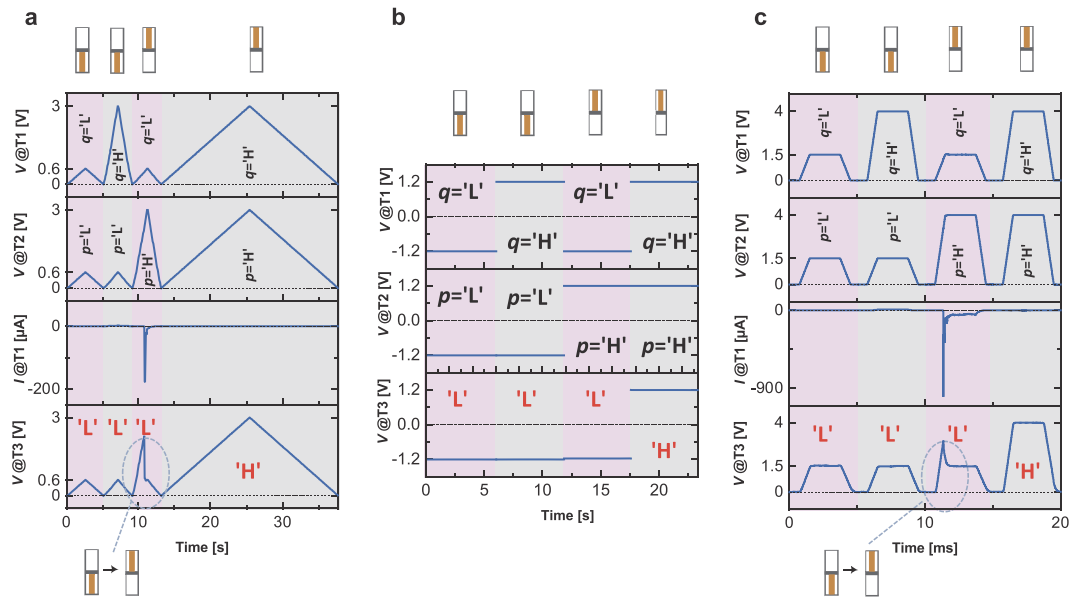 a
3
0.6
0
V @T1 [V]
q='L'
q='H'
q='L'
q='H'
3
0.6
0
V @T2 [V]
p='L'
p='L'
p='H'
p='H'
0
-200
I @T1 [µA]
3
0.6
0
V @T3 [V]
'L'
'L'
'L'
'H'
0
10
20
30
Time [s]
b
1.2
0.0
-1.2
V @T1 [V]
q='L'
q='H'
q='L'
q='H'
1.2
0.0
-1.2
V @T2 [V]
p='L'
p='L'
p='H'
p='H'
1.2
0.0
-1.2
V @T3 [V]
'L'
'L'
'L'
'H'
0
5
10
15
20
Time [s]
c
4
1.5
0
V @T1 [V]
q='L'
q='H'
q='L'
q='H'
4
1.5
0
V @T2 [V]
p='L'
p='L'
p='H'
p='H'
0
-900
I @T1 [µA]
4
1.5
0
V @T3 [V]
'L'
'L'
'L'
'H'
0
5
10
15
20
Time [ms]